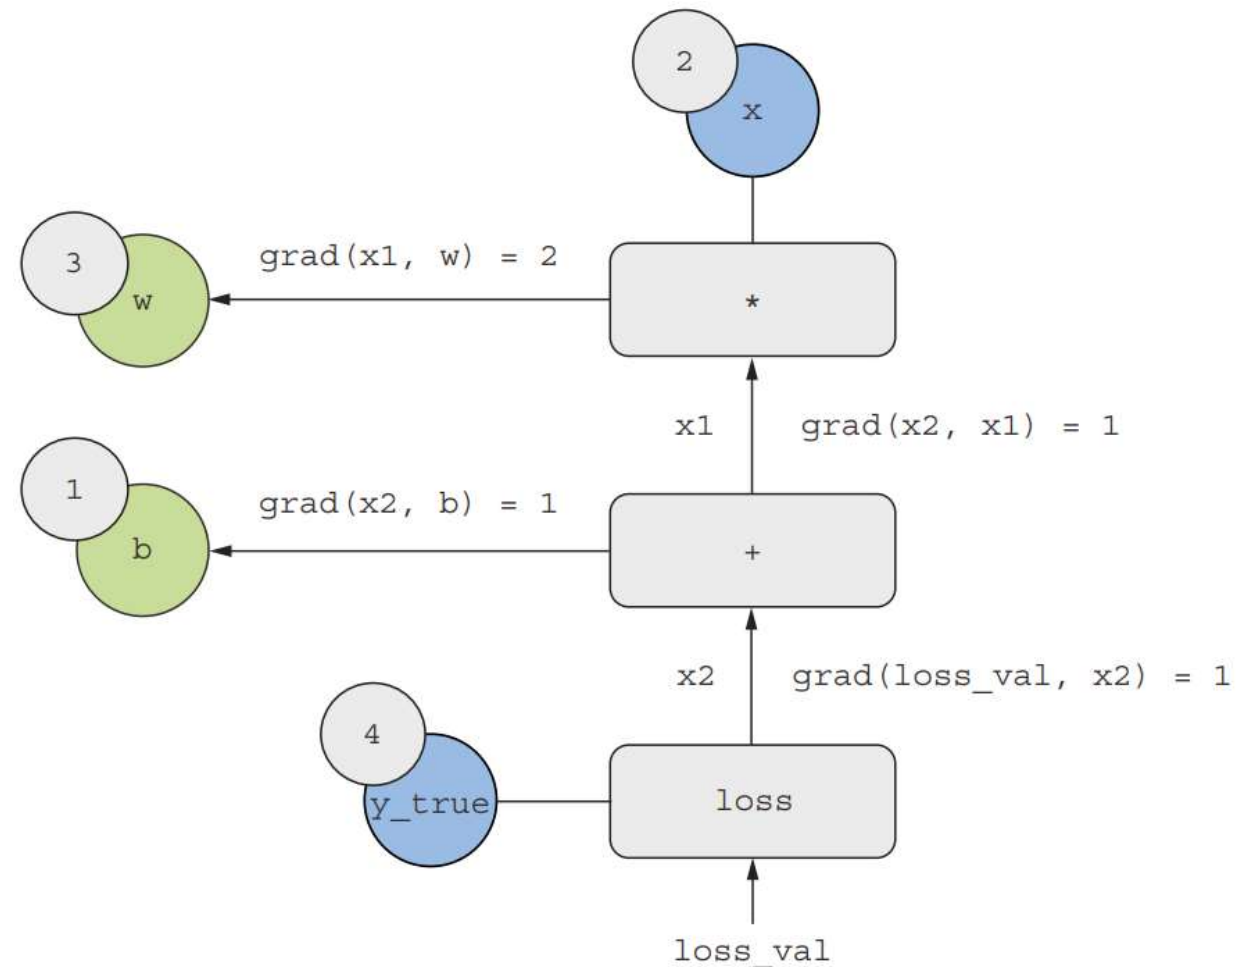 2
x
3
grad(x1, w) = 2
w
*
x1
grad(x2, x1) = 1
1
grad(x2, b) = 1
b
+
x2
grad(loss_val, x2) = 1
4
y_true
loss
loss_val